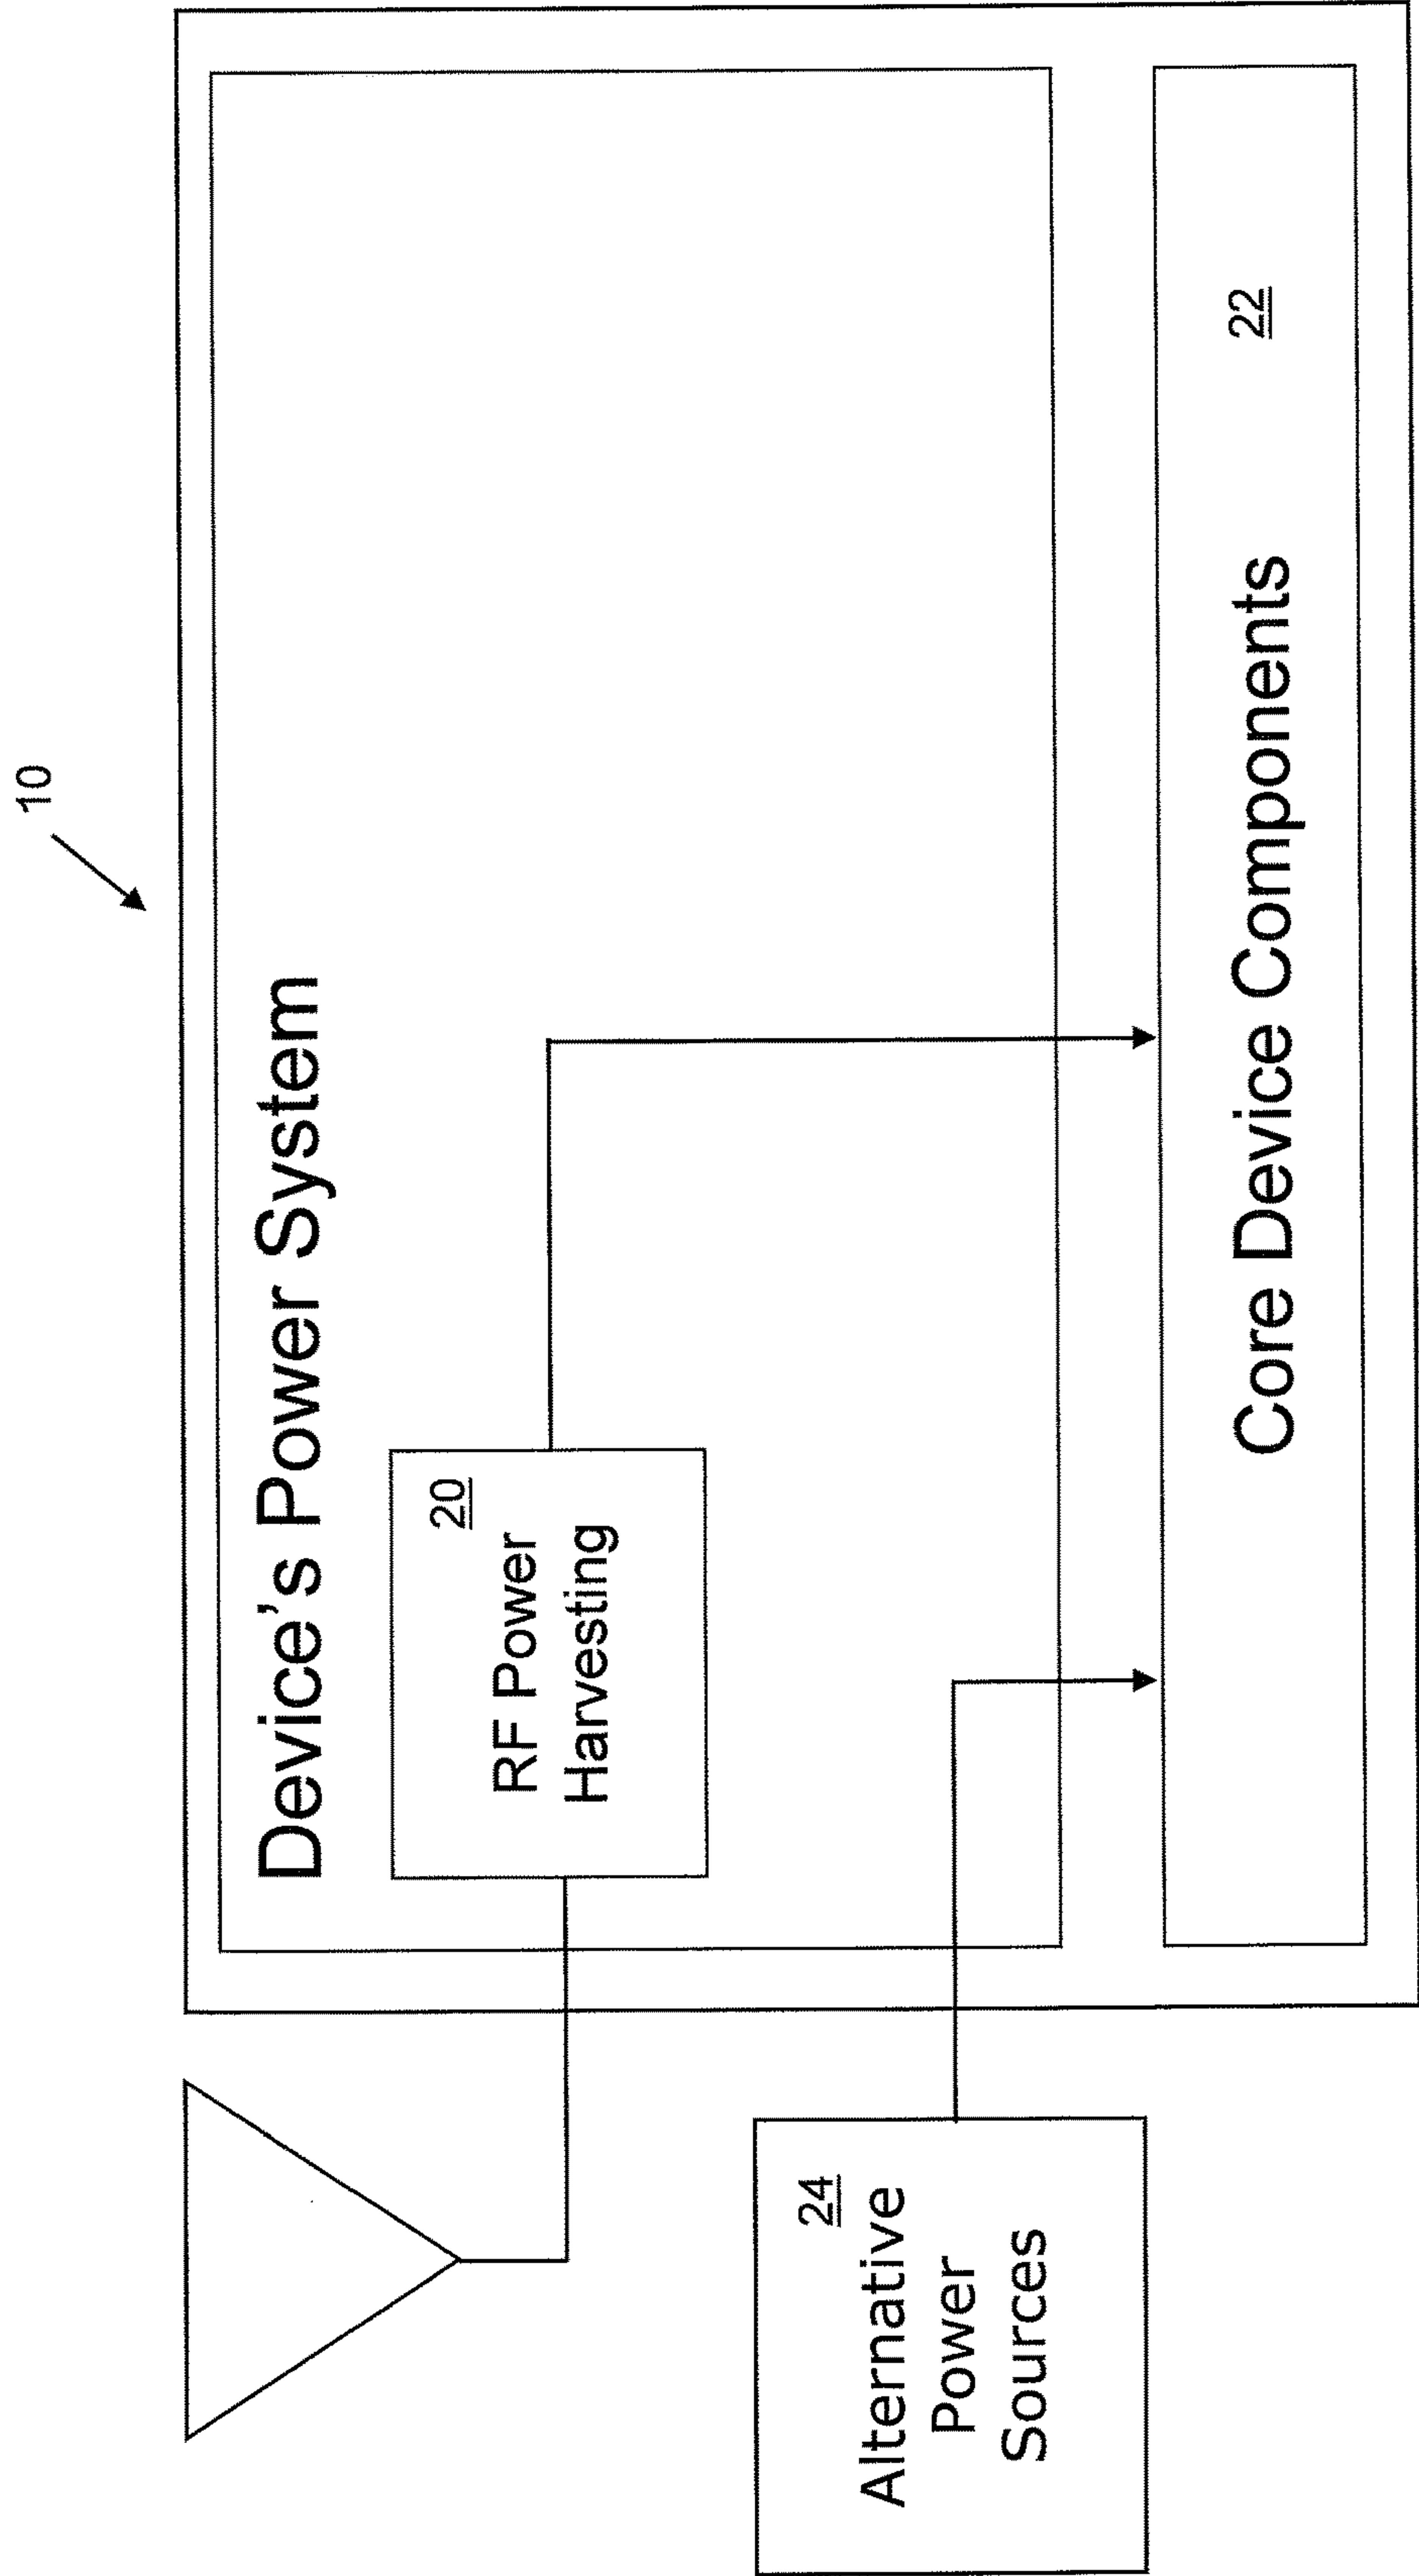 10
Device's Power System
20
RF Power
Harvesting
24
Alternative
Power
Sources
Core Device Components
22